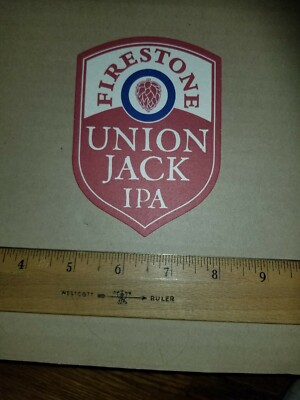 FIRESTONE
UNION
JACK
IPA
4 5 6 7 8 9
WESTCOTT RULER